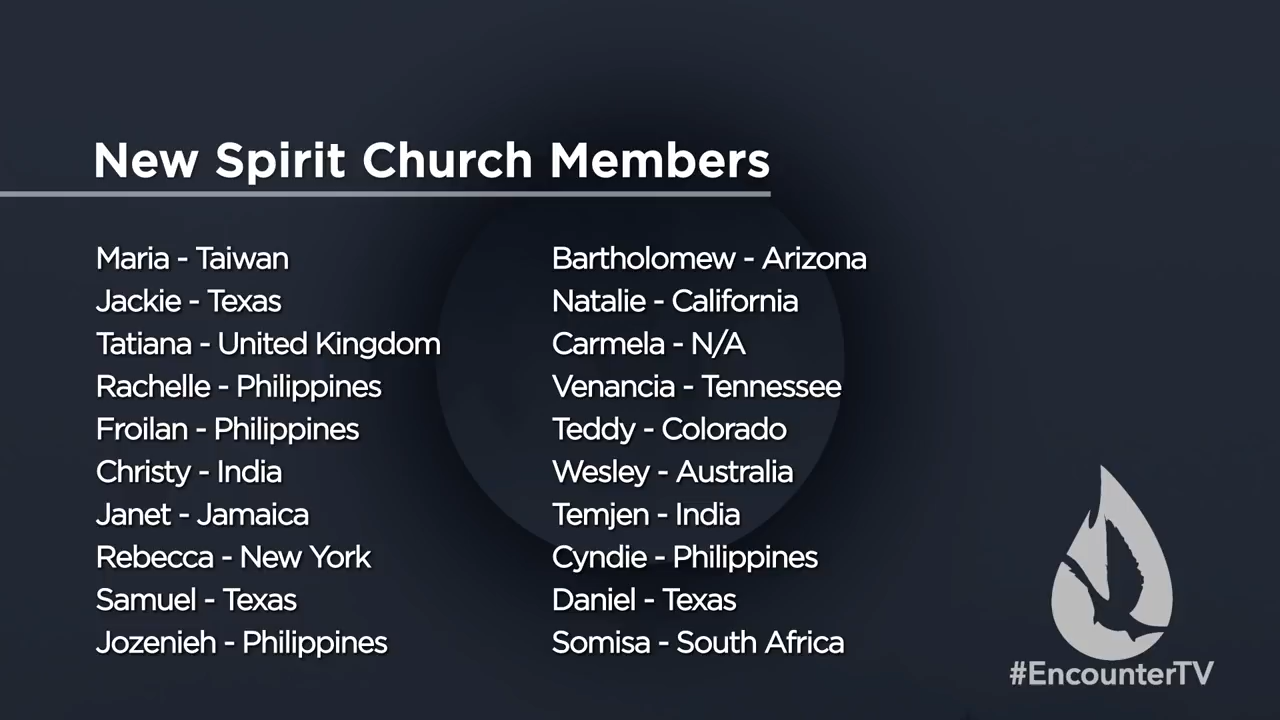 New Spirit Church Members
Maria - Taiwan
Jackie - Texas
Tatiana - United Kingdom
Rachelle - Philippines
Froilan - Philippines
Christy - India
Janet - Jamaica
Rebecca - New York
Samuel - Texas
Jozenieh - Philippines
Bartholomew - Arizona
Natalie - California
Carmela - N/A
Venancia - Tennessee
Teddy - Colorado
Wesley - Australia
Temjen - India
Cyndie - Philippines
Daniel - Texas
Somisa - South Africa
#EncounterTV